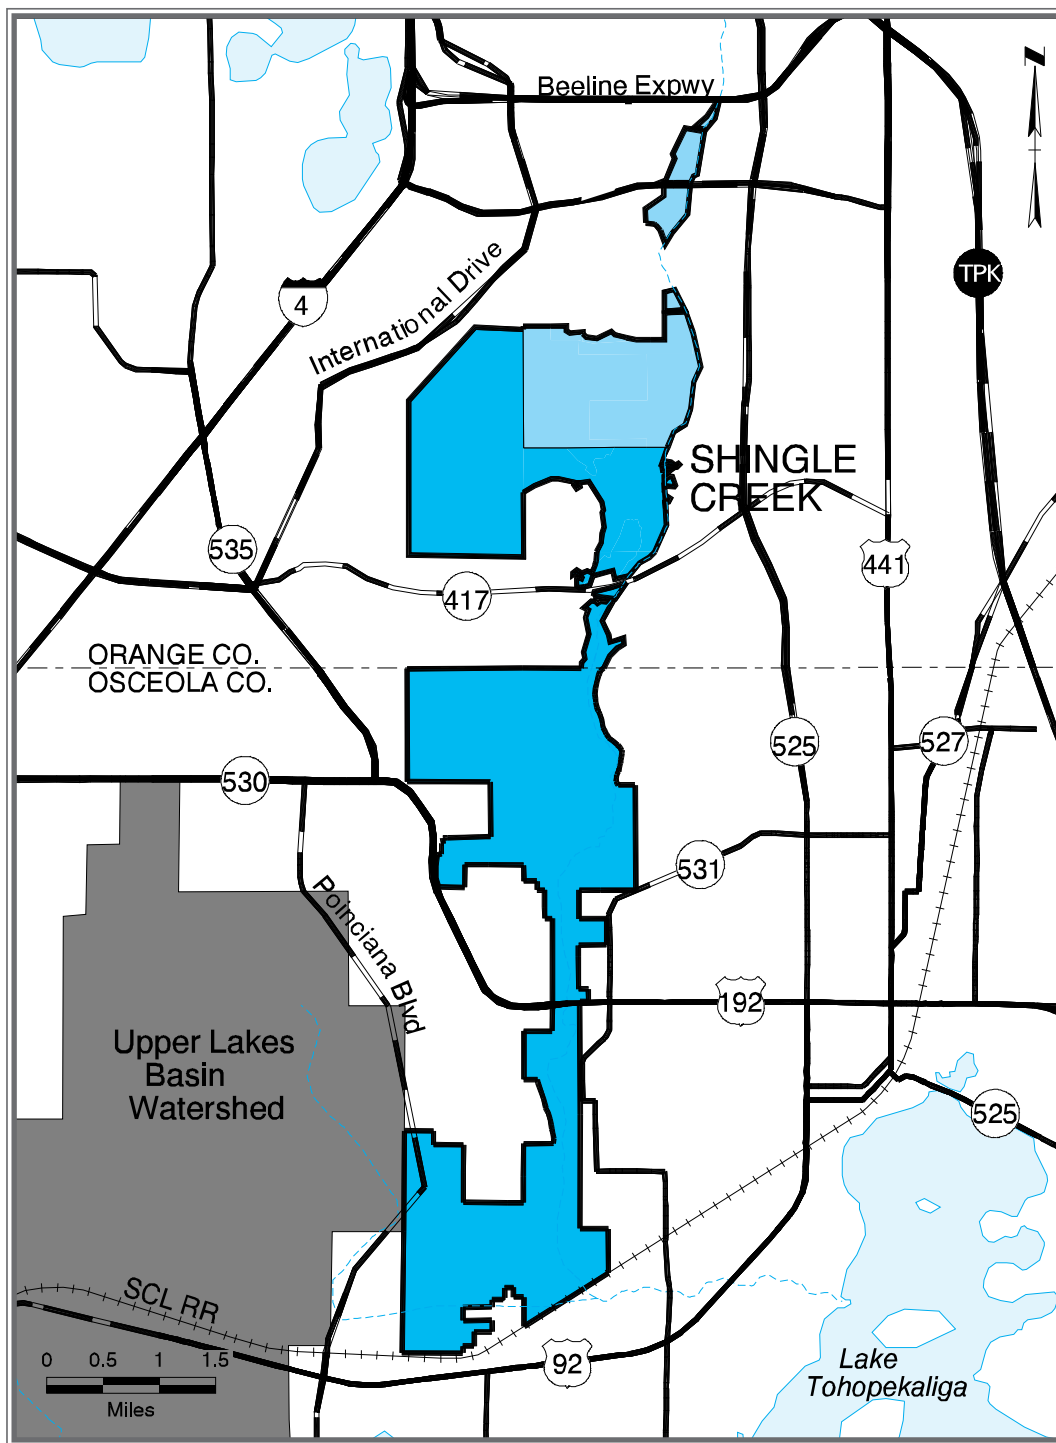 Beeline Expwy
N
TPK
4
International Drive
SHINGLE
CREEK
535
441
417
ORANGE CO.
OSCEOLA CO.
525
527
530
531
Poinciana Blvd
192
Upper Lakes
Basin
Watershed
525
SCL RR
0 0.5 1 1.5
Miles
92
Lake
Tohopekaliga